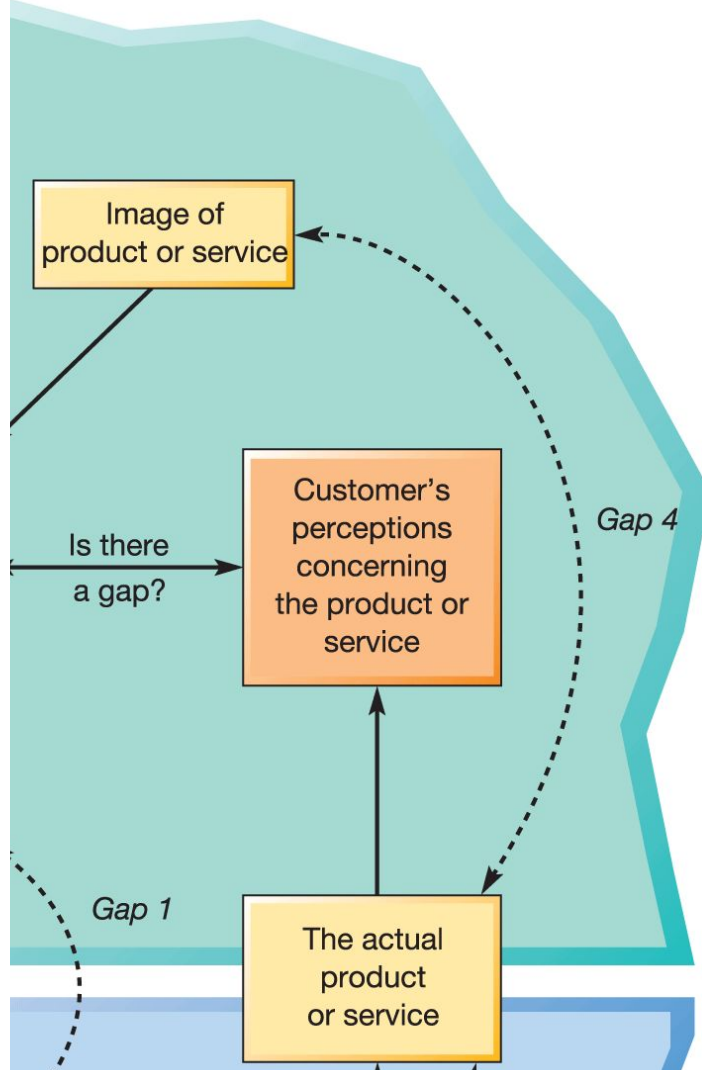 Image of
product or service
Customer’s
perceptions
concerning
the product or
service
Gap 4
Is there
a gap?
Gap 1
The actual
product
or service